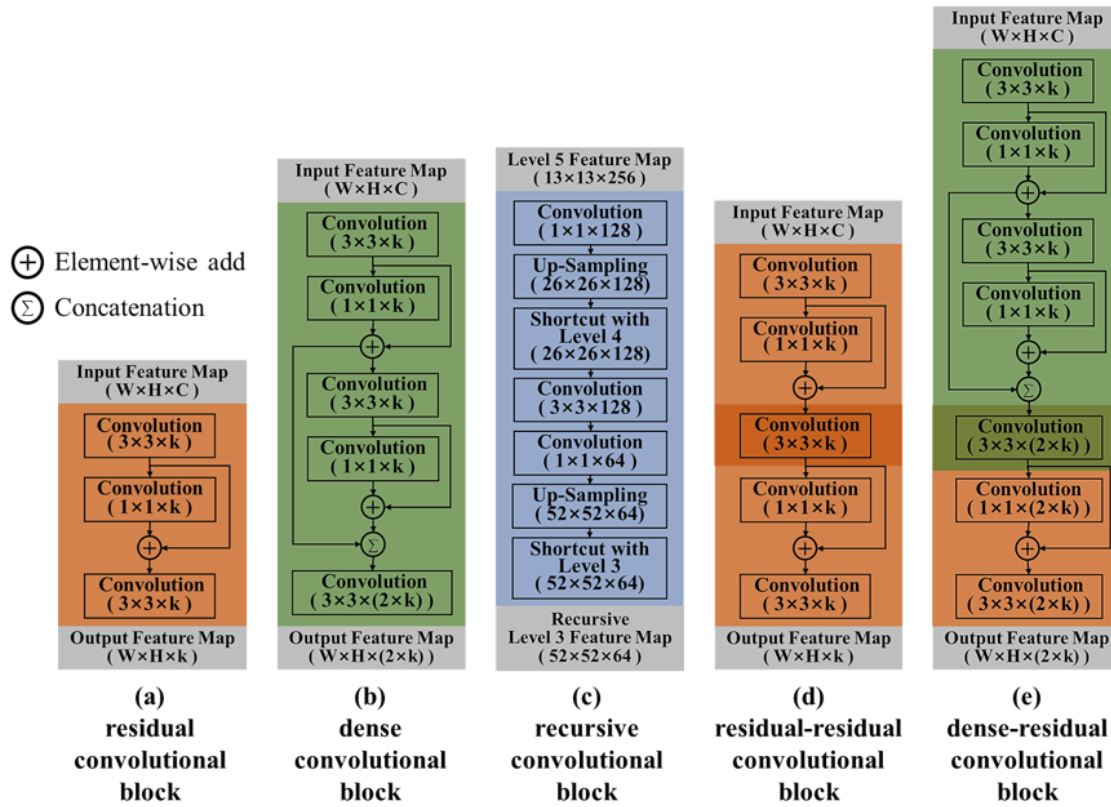 ⊕ Element-wise add
Ⓢ Concatenation
Input Feature Map
( W×H×C )
Convolution
( 3×3×k )
Convolution
( 1×1×k )
+
Convolution
( 3×3×k )
Output Feature Map
( W×H×k )
(a)
residual
convolutional
block
Input Feature Map
( W×H×C )
Convolution
( 3×3×k )
Convolution
( 1×1×k )
+
Convolution
( 3×3×k )
Convolution
( 1×1×k )
+
Σ
Convolution
( 3×3×(2×k) )
Output Feature Map
( W×H×(2×k) )
(b)
dense
convolutional
block
Level 5 Feature Map
( 13×13×256 )
Convolution
( 1×1×128 )
Up-Sampling
(26×26×128)
Shortcut with
Level 4
(26×26×128)
Convolution
( 3×3×128 )
Convolution
( 1×1×64 )
Up-Sampling
(52×52×64)
Shortcut with
Level 3
(52×52×64)
Recursive
Level 3 Feature Map
(52×52×64)
(c)
recursive
convolutional
block
Input Feature Map
( W×H×C )
Convolution
( 3×3×k )
Convolution
( 1×1×k )
+
Convolution
( 3×3×k )
Convolution
( 1×1×k )
+
Convolution
( 3×3×k )
Output Feature Map
( W×H×k )
(d)
residual-residual
convolutional
block
Input Feature Map
( W×H×C )
Convolution
( 3×3×k )
Convolution
( 1×1×k )
+
Convolution
( 3×3×k )
Convolution
( 1×1×k )
+
Σ
Convolution
( 3×3×(2×k) )
Convolution
( 1×1×(2×k) )
+
Convolution
( 3×3×(2×k) )
Output Feature Map
( W×H×(2×k) )
(e)
dense-residual
convolutional
block